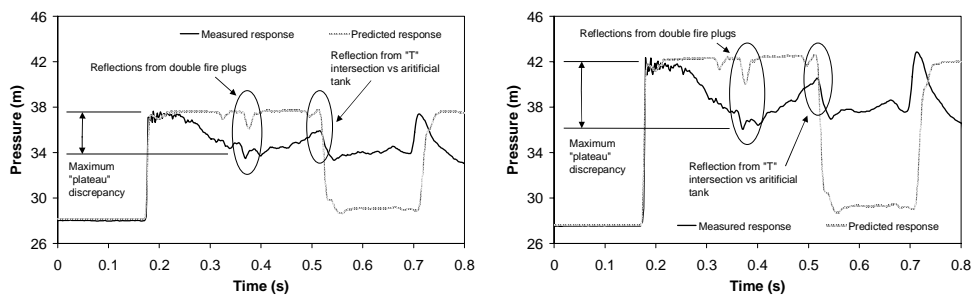 46
42
38
34
30
26
Pressure (m)
Measured response
Predicted response
Reflections from double fire plugs
Reflection from "T"
intersection vs aritificial
tank
Maximum
"plateau"
discrepancy
0
0.1
0.2
0.3
0.4
0.5
0.6
0.7
0.8
Time (s)
46
42
38
34
30
26
Pressure (m)
Reflections from double fire plugs
Maximum
"plateau"
discrepancy
Reflection from "T"
intersection vs aritificial
tank
Measured response
Predicted response
0
0.1
0.2
0.3
0.4
0.5
0.6
0.7
0.8
Time (s)